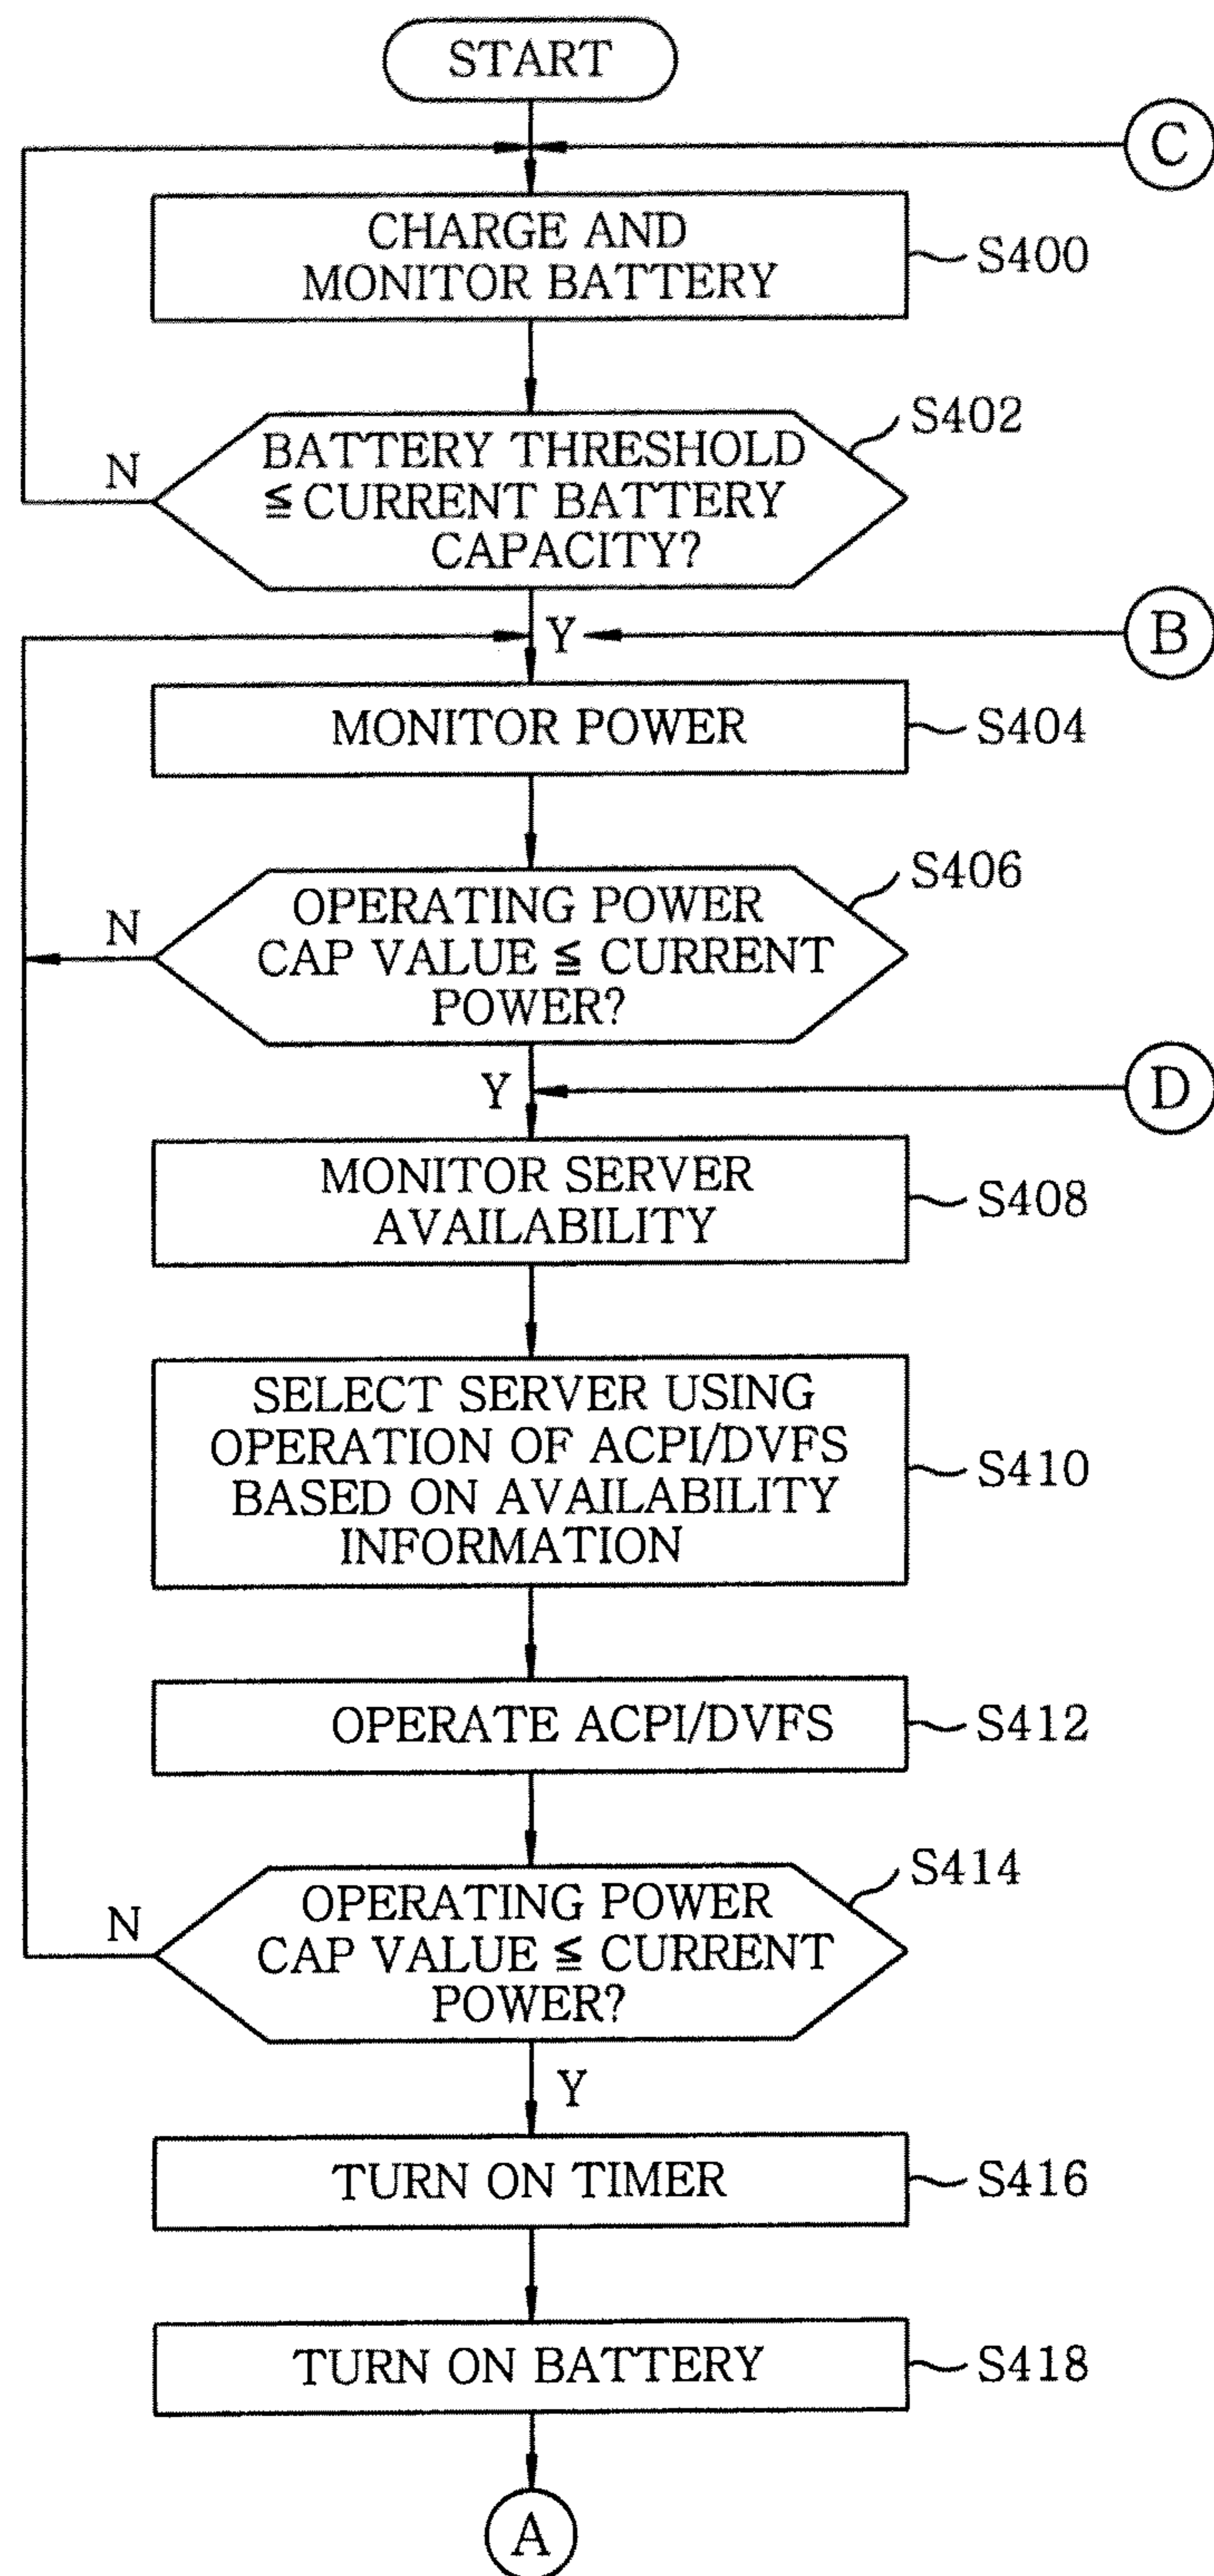 START
C
CHARGE AND
MONITOR BATTERY
S400
S402
BATTERY THRESHOLD
≦ CURRENT BATTERY
CAPACITY?
N
Y
B
MONITOR POWER
S404
S406
OPERATING POWER
CAP VALUE ≦ CURRENT
POWER?
N
Y
D
MONITOR SERVER
AVAILABILITY
S408
SELECT SERVER USING
OPERATION OF ACPI/DVFS
BASED ON AVAILABILITY
INFORMATION
S410
OPERATE ACPI/DVFS
S412
S414
OPERATING POWER
CAP VALUE ≦ CURRENT
POWER?
N
Y
TURN ON TIMER
S416
TURN ON BATTERY
S418
A